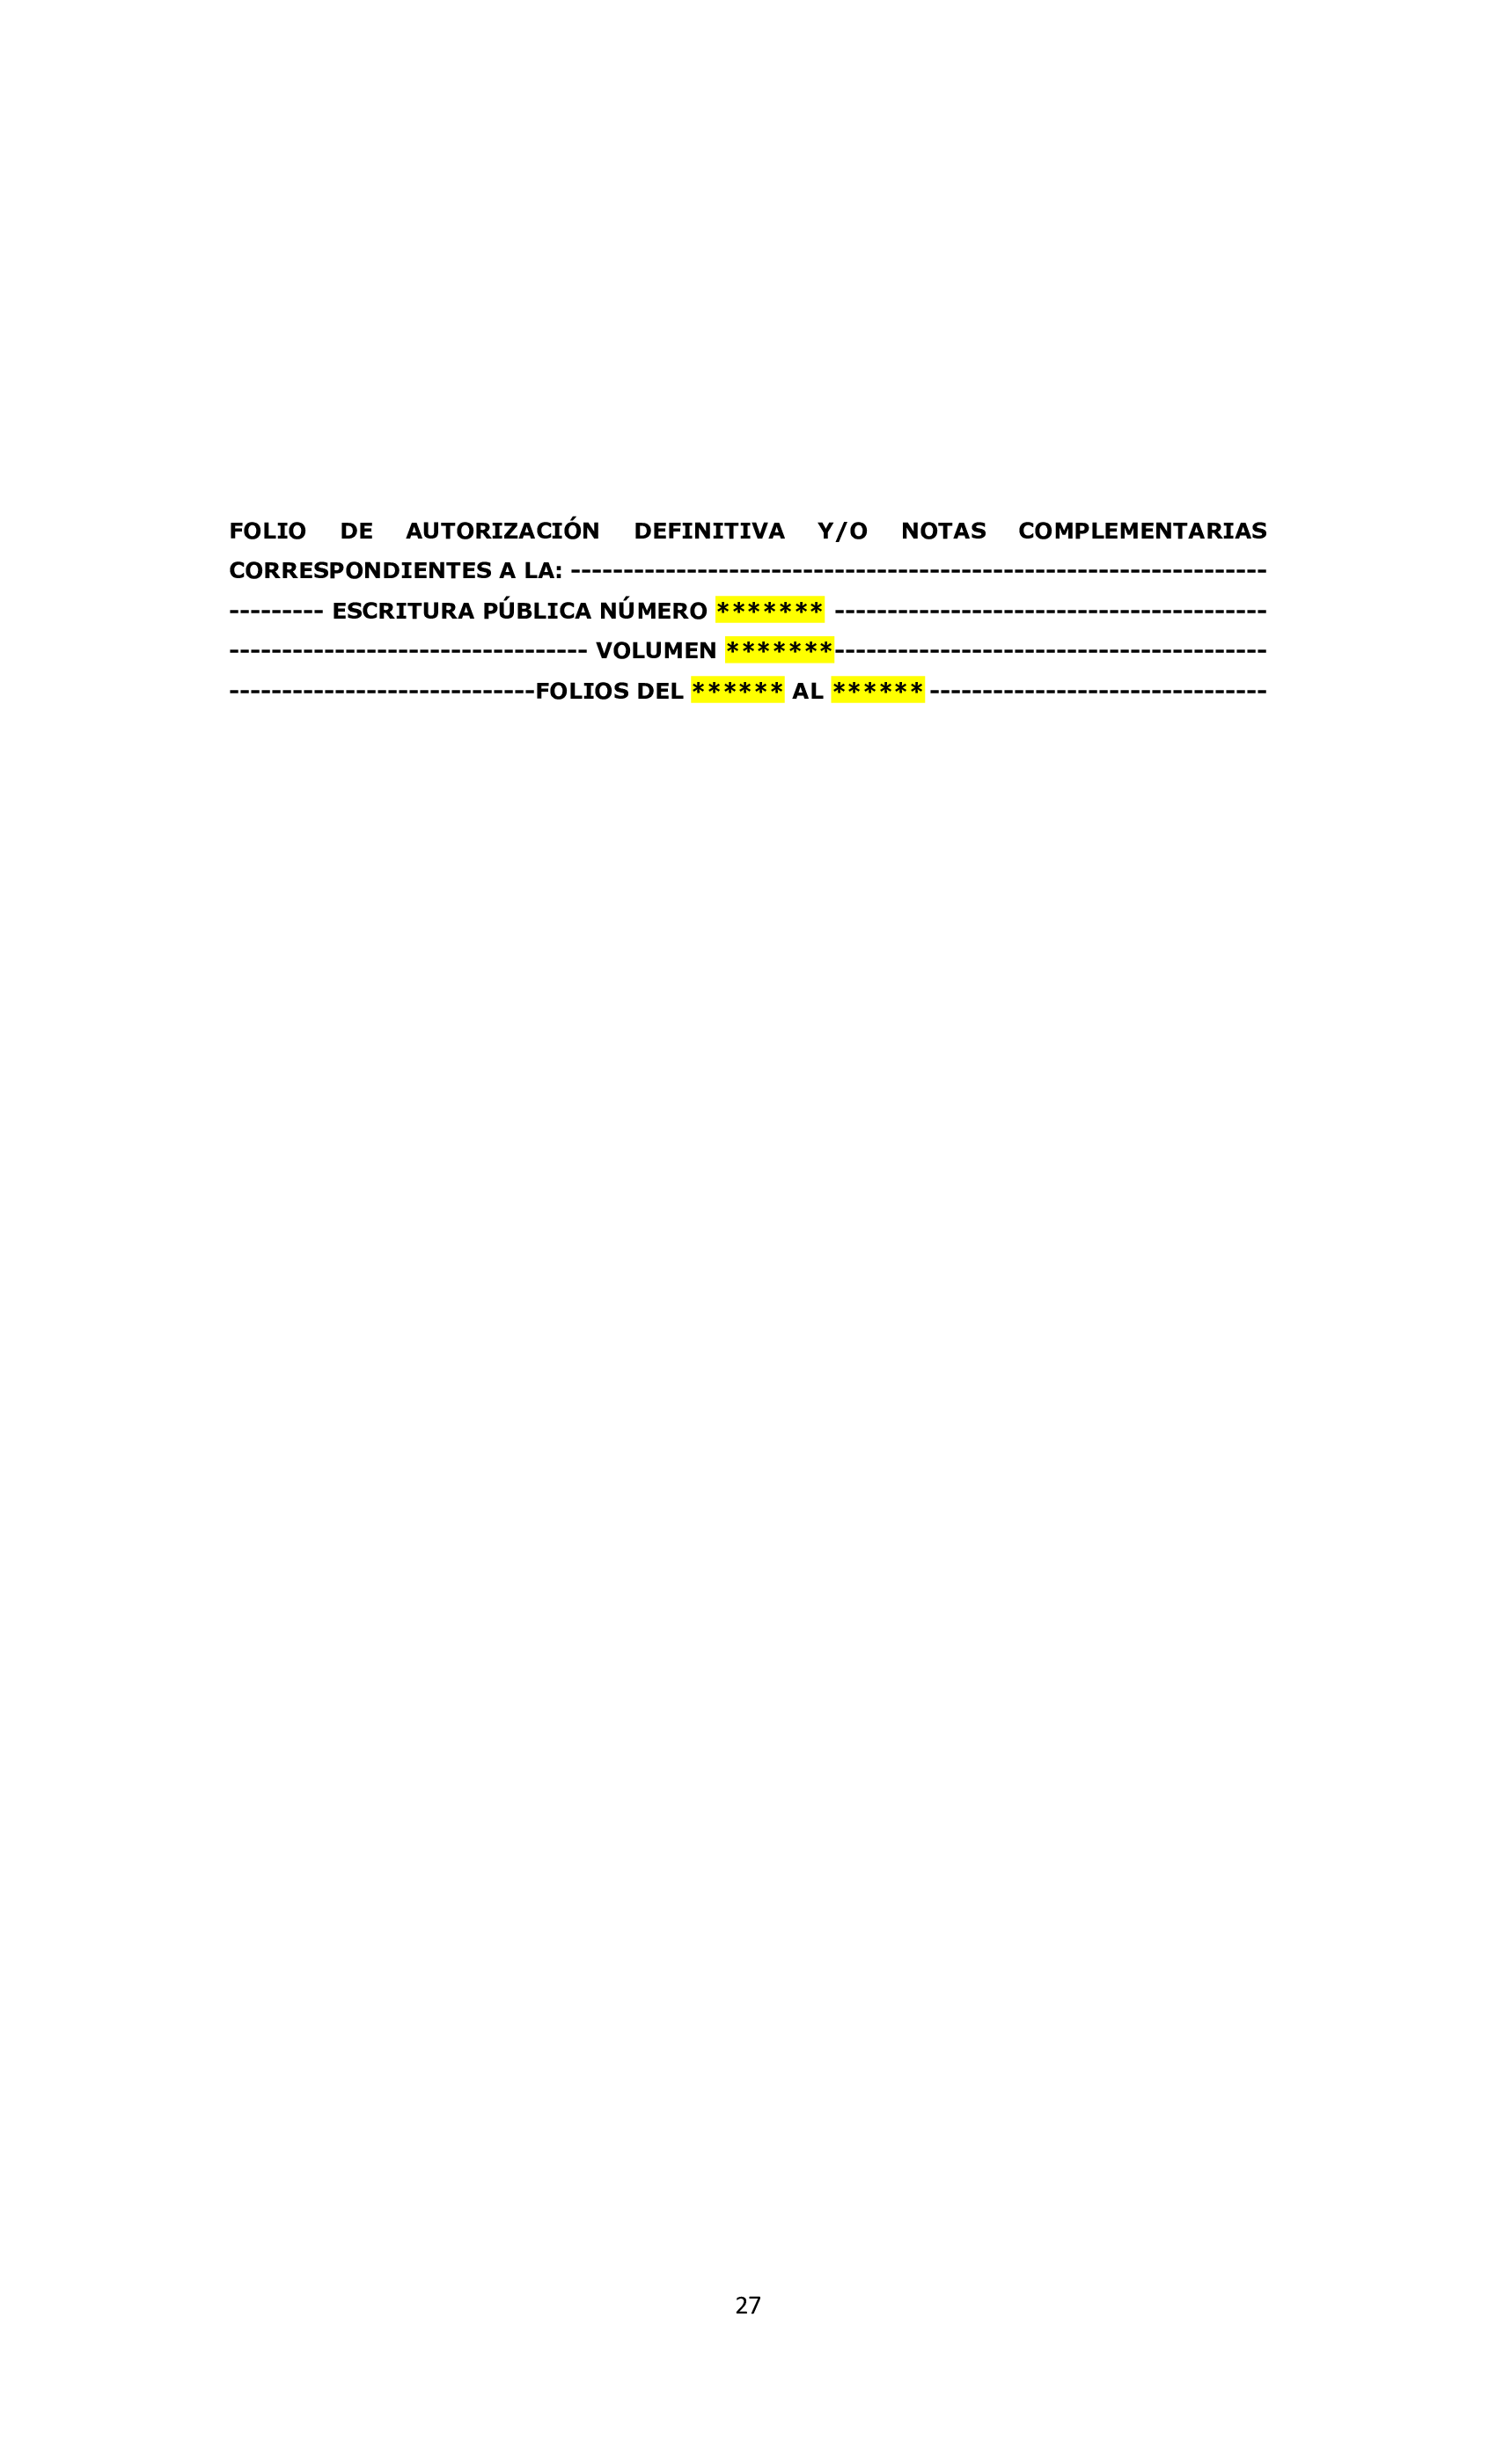 FOLIO DE AUTORIZACIÓN DEFINITIVA Y/O NOTAS COMPLEMENTARIAS
CORRESPONDIENTES A LA: ------------------------------------------------------------------
--------- ESCRITURA PÚBLICA NÚMERO ******* -----------------------------------------
---------------------------------- VOLUMEN *******-----------------------------------------
-----------------------------FOLIOS DEL ****** AL ****** --------------------------------
27